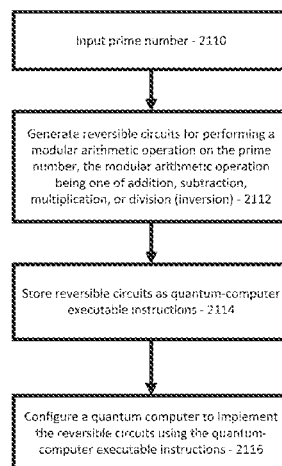 Input prime number - 2110
Generate reversible circuits for performing a
modular arithmetic operation on the prime
number, the modular arithmetic operation
being one of addition, subtraction,
multiplication, or division (inversion) - 2112
Store reversible circuits as quantum-computer
executable instructions - 2114
Configure a quantum computer to implement
the reversible circuits using the quantum-
computer executable instructions - 2116